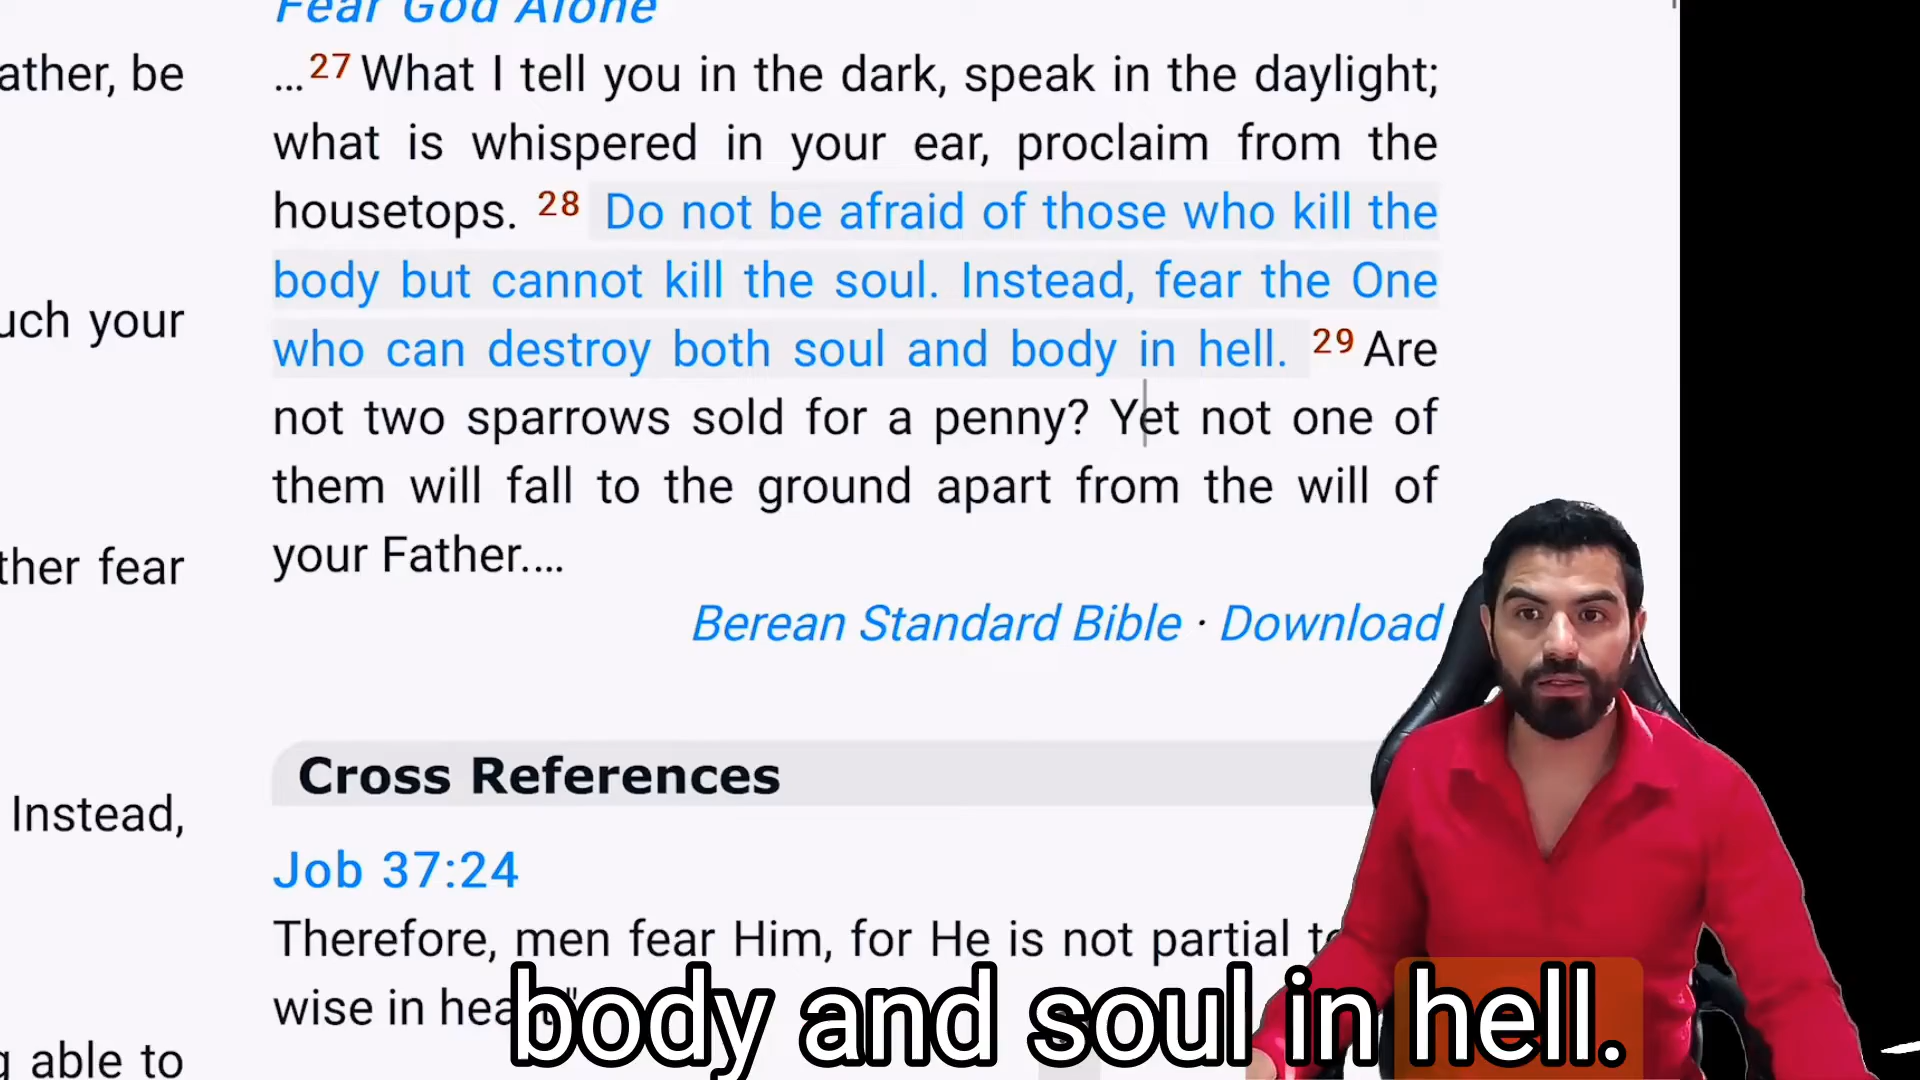 Fear God Alone
ather, be
…27 What I tell you in the dark, speak in the daylight;
what is whispered in your ear, proclaim from the
housetops. 28 Do not be afraid of those who kill the
uch your
body but cannot kill the soul. Instead, fear the One
who can destroy both soul and body in hell. 29 Are
not two sparrows sold for a penny? Yet not one of
them will fall to the ground apart from the will of
your Father.…
ther fear
Berean Standard Bible · Download
Cross References
Instead,
Job 37:24
Therefore, men fear Him, for He is not partial
wise in
g able to
body and soul in hell.